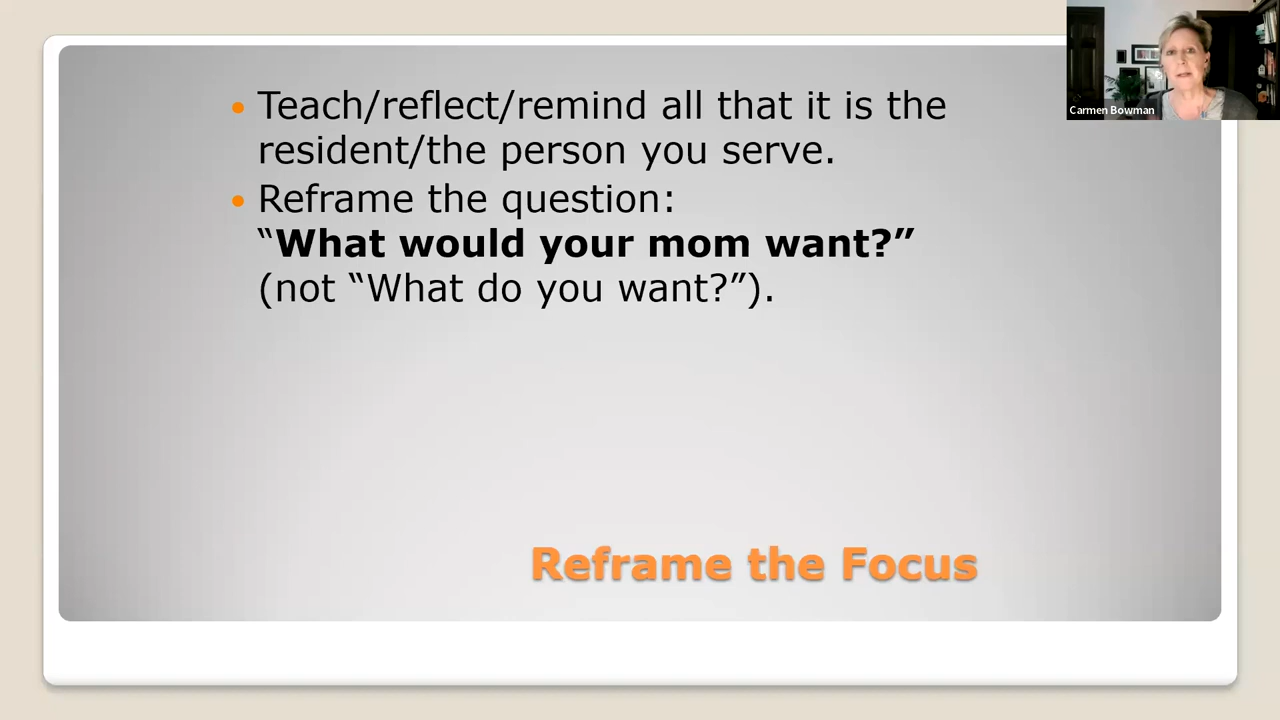 • Teach/reflect/remind all that it is the
resident/the person you serve.
• Reframe the question:
“What would your mom want?”
(not “What do you want?”).
Reframe the Focus
Carmen Bowman